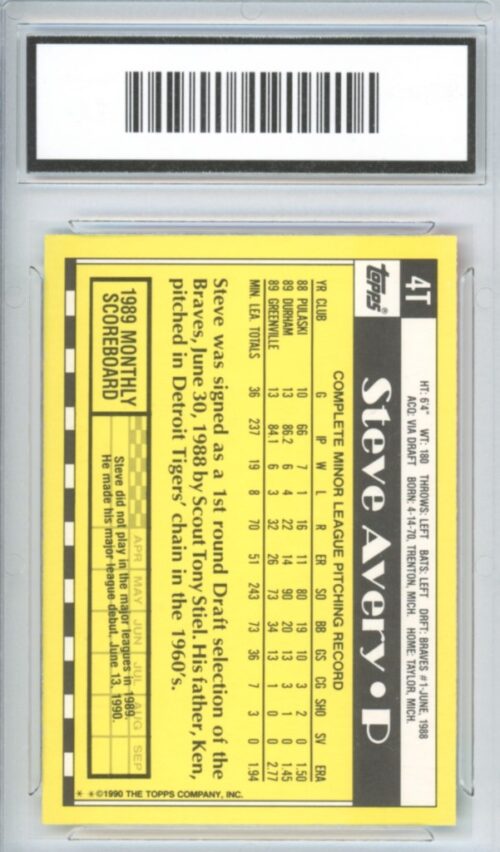 4T
topps®
HT: 6'4" WT: 180 THROWS: LEFT BATS: LEFT DRFT: BRAVES #1-JUNE, 1988
ACQ: VIA DRAFT BORN: 4-14-70, TRENTON, MICH. HOME: TAYLOR, MICH.
Steve Avery • P
COMPLETE MINOR LEAGUE PITCHING RECORD
YR CLUB G IP W L R ER SO BB GS CG SHO SV ERA
88 PULASKI 10 66 7 1 16 11 80 19 10 3 2 0 1.50
89 DURHAM 13 86.2 6 4 22 14 90 20 13 3 1 0 1.45
89 GREENVILLE 13 84.1 6 3 32 26 73 34 13 1 0 0 2.77
MIN. LEA. TOTALS 36 237 19 8 70 51 243 73 36 7 3 0 1.94
Steve was signed as a 1st round Draft selection of the
Braves, June 30, 1988 by Scout Tony Stiel. His father, Ken,
pitched in Detroit Tigers' chain in the 1960's.
1989 MONTHLY
SCOREBOARD
APR MAY JUN JUL AUG SEP
Steve did not play in the major leagues in 1989.
He made his major league debut, June 13, 1990.
* * ©1990 THE TOPPS COMPANY, INC.